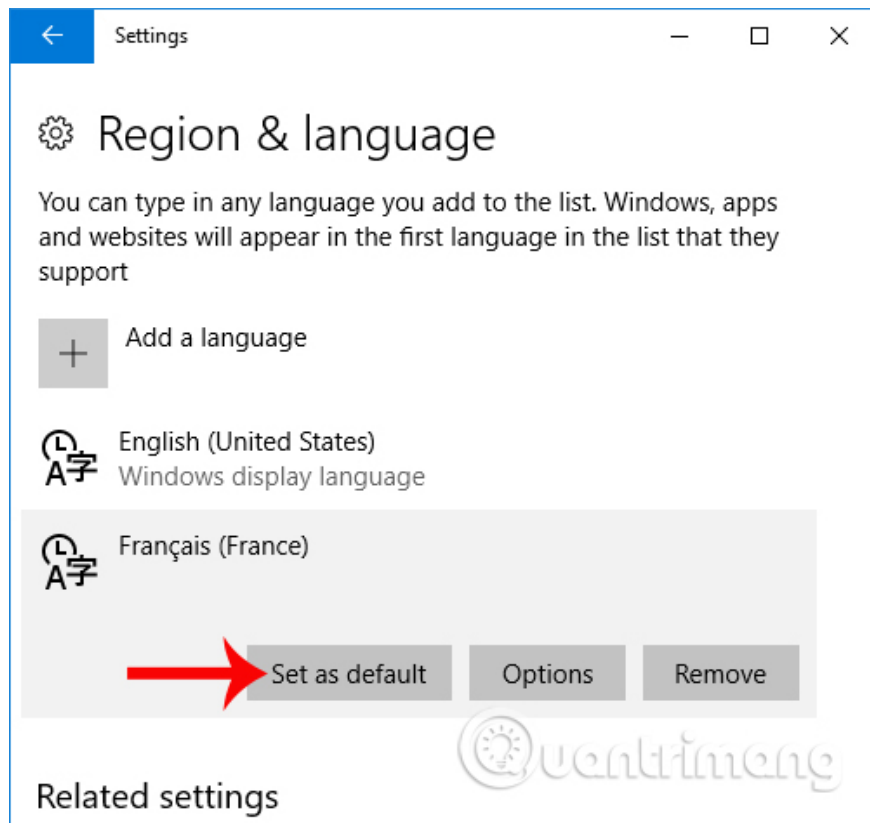 Settings
Region & language
You can type in any language you add to the list. Windows, apps
and websites will appear in the first language in the list that they
support
Add a language
English (United States)
Windows display language
Français (France)
Set as default Options Remove
Quantrimang
Related settings